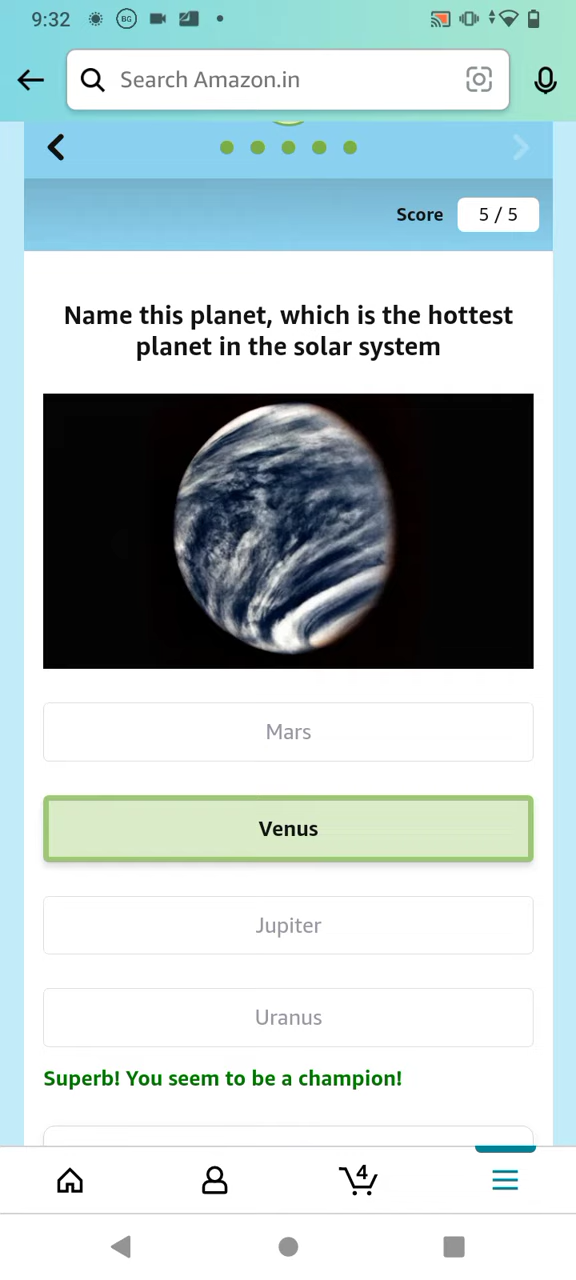 9:32 BG
Search Amazon.in
Score 5 / 5
Name this planet, which is the hottest
planet in the solar system
Mars
Venus
Jupiter
Uranus
Superb! You seem to be a champion!
4